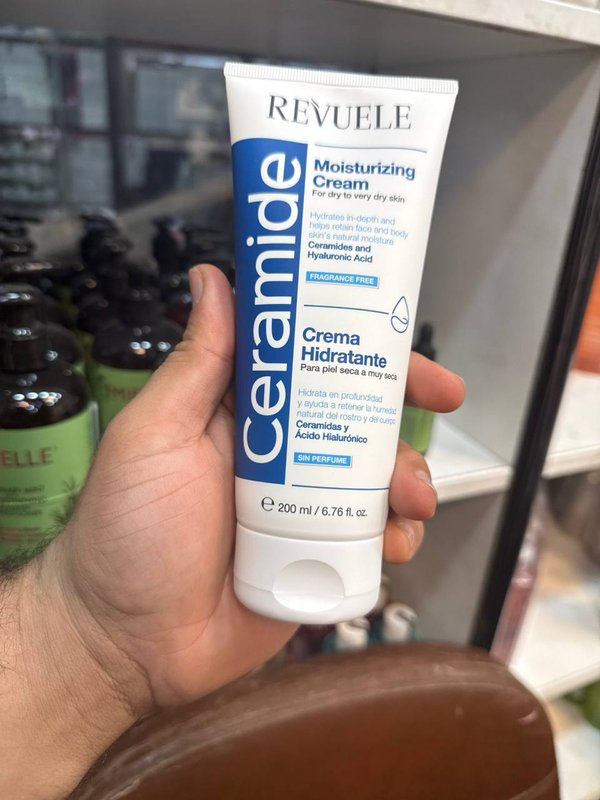 REVUELE
Ceramide
Moisturizing
Cream
For dry to very dry skin
Hydrates in-depth and
helps retain face and body
skin's natural moisture
Ceramides and
Hyaluronic Acid
FRAGRANCE FREE
Crema
Hidratante
Para piel seca a muy seca
Hidrata en profundidad
y ayuda a retener la humedad
natural del rostro y del cuerpo
Ceramidas y
Ácido Hialurónico
SIN PERFUME
℮ 200 ml / 6.76 fl. oz.
ELLE